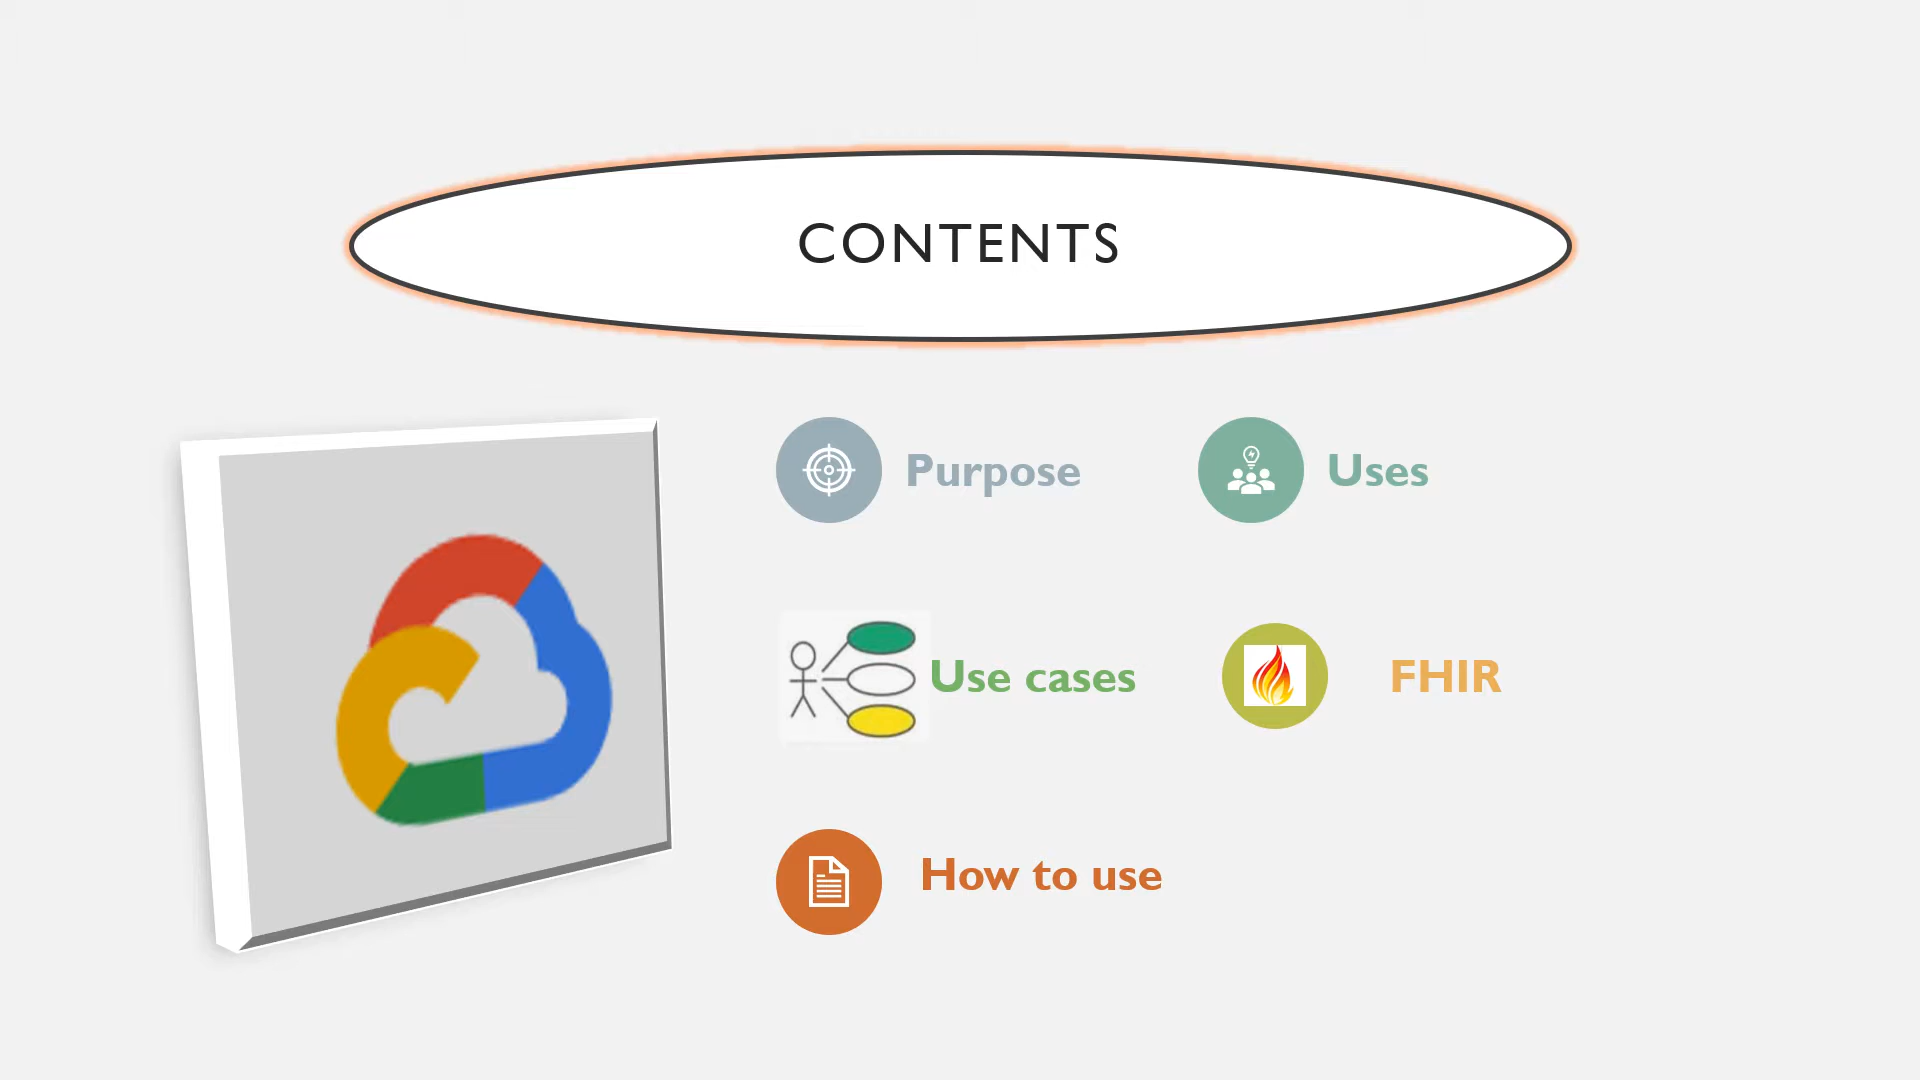 CONTENTS
Purpose
Uses
Use cases
FHIR
How to use